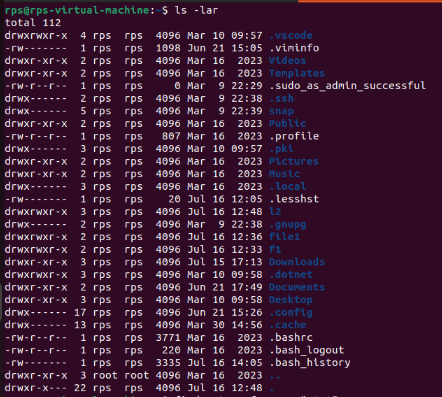 rps@rps-virtual-machine:~$ ls -lar
total 112
drwxrwxr-x 4 rps rps 4096 Mar 10 09:57 .vscode
-rw------- 1 rps rps 1098 Jun 21 15:05 .viminfo
drwxr-xr-x 2 rps rps 4096 Mar 16 2023 Videos
drwxr-xr-x 2 rps rps 4096 Mar 16 2023 Templates
-rw-r--r-- 1 rps rps 0 Mar 9 22:29 .sudo_as_admin_successful
drwx------ 2 rps rps 4096 Mar 9 22:38 .ssh
drwx------ 5 rps rps 4096 Mar 9 22:39 snap
drwxr-xr-x 2 rps rps 4096 Mar 16 2023 Public
-rw-r--r-- 1 rps rps 807 Mar 16 2023 .profile
drwx------ 3 rps rps 4096 Mar 10 09:57 .pki
drwxr-xr-x 2 rps rps 4096 Mar 16 2023 Pictures
drwxr-xr-x 2 rps rps 4096 Mar 16 2023 Music
drwx------ 3 rps rps 4096 Mar 16 2023 .local
-rw------- 1 rps rps 20 Jul 16 12:05 .lesshst
drwxrwxr-x 3 rps rps 4096 Jul 16 12:48 l2
drwx------ 2 rps rps 4096 Mar 9 22:38 .gnupg
drwxrwxr-x 2 rps rps 4096 Jul 16 12:36 file1
drwxrwxr-x 2 rps rps 4096 Jul 16 12:33 f1
drwxr-xr-x 3 rps rps 4096 Jul 15 17:13 Downloads
drwxrwxr-x 3 rps rps 4096 Mar 10 09:58 .dotnet
drwxr-xr-x 2 rps rps 4096 Jun 21 17:49 Documents
drwxr-xr-x 3 rps rps 4096 Mar 10 09:58 Desktop
drwx------ 17 rps rps 4096 Jun 21 15:26 .config
drwx------ 13 rps rps 4096 Mar 30 14:56 .cache
-rw-r--r-- 1 rps rps 3771 Mar 16 2023 .bashrc
-rw-r--r-- 1 rps rps 220 Mar 16 2023 .bash_logout
-rw------- 1 rps rps 3335 Jul 16 14:05 .bash_history
drwxr-xr-x 3 root root 4096 Mar 16 2023 ..
drwxr-x--- 22 rps rps 4096 Jul 16 12:48 .